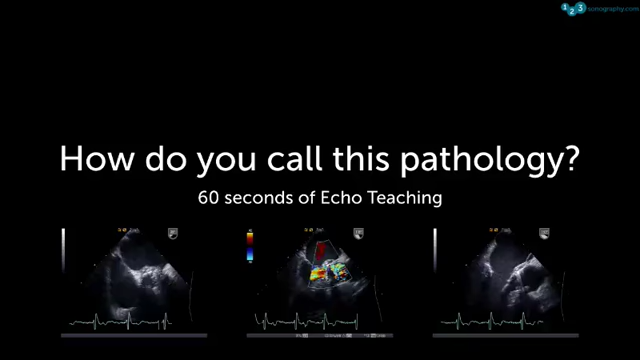 123sonography.com
How do you call this pathology?
60 seconds of Echo Teaching